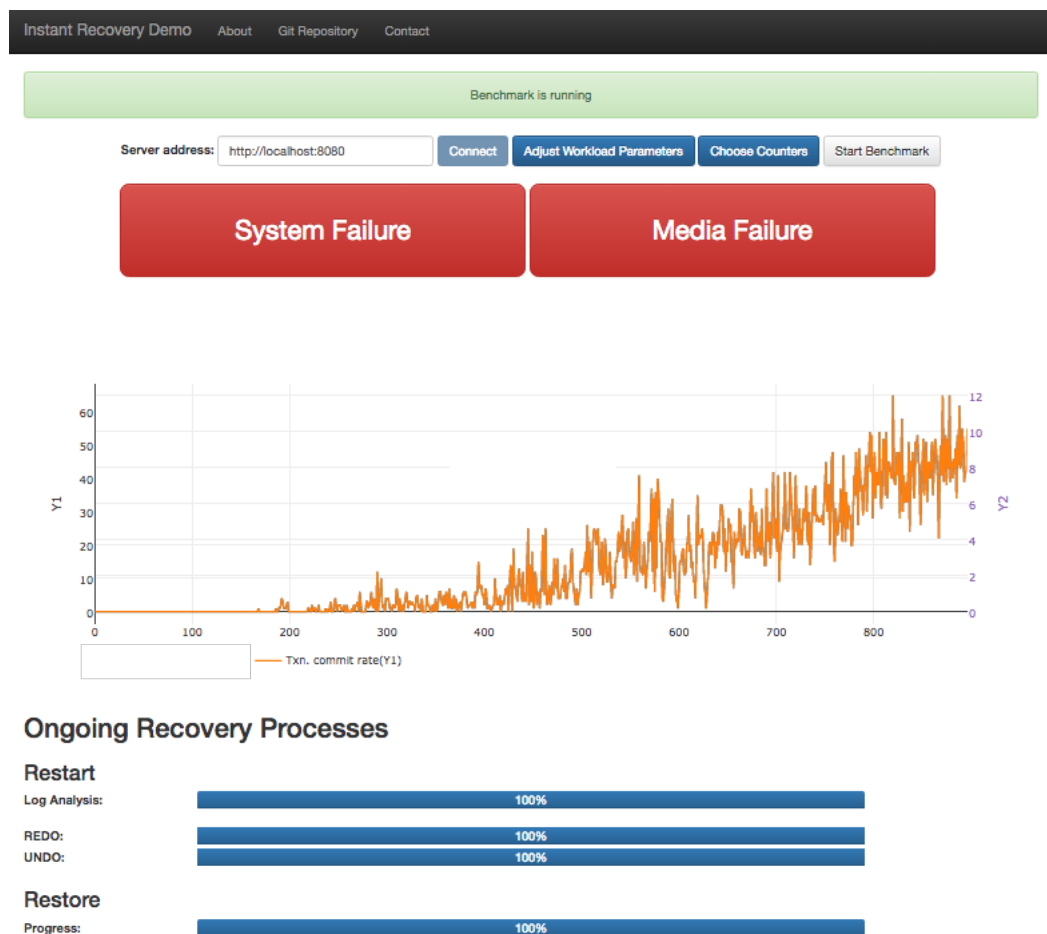 Instant Recovery Demo About Git Repository Contact
Benchmark is running
Server address: http://localhost:8080 Connect Adjust Workload Parameters Choose Counters Start Benchmark
System Failure Media Failure
60
50
40
30
20
10
0
Y1
12
10
8
6
4
2
0
Y2
0 100 200 300 400 500 600 700 800
Txn. commit rate(Y1)
Ongoing Recovery Processes
Restart
Log Analysis: 100%
REDO: 100%
UNDO: 100%
Restore
Progress: 100%